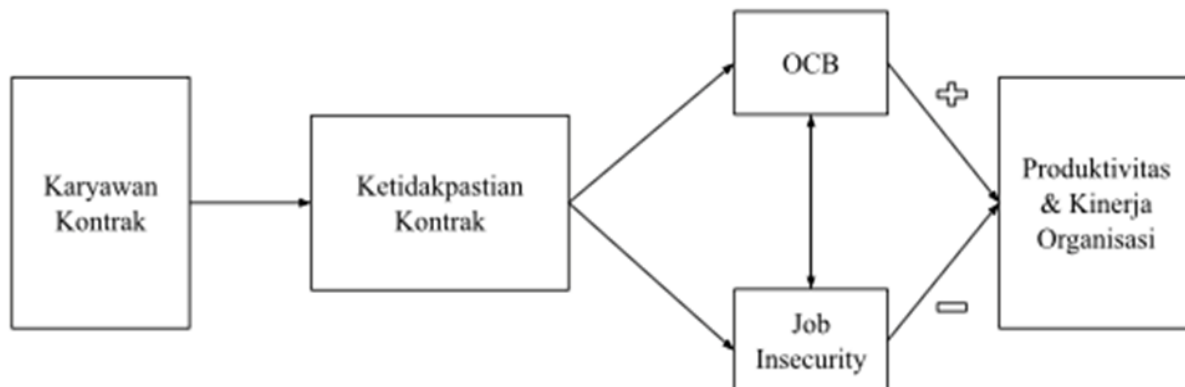 Karyawan
Kontrak
Ketidakpastian
Kontrak
OCB
Job
Insecurity
Produktivitas
& Kinerja
Organisasi